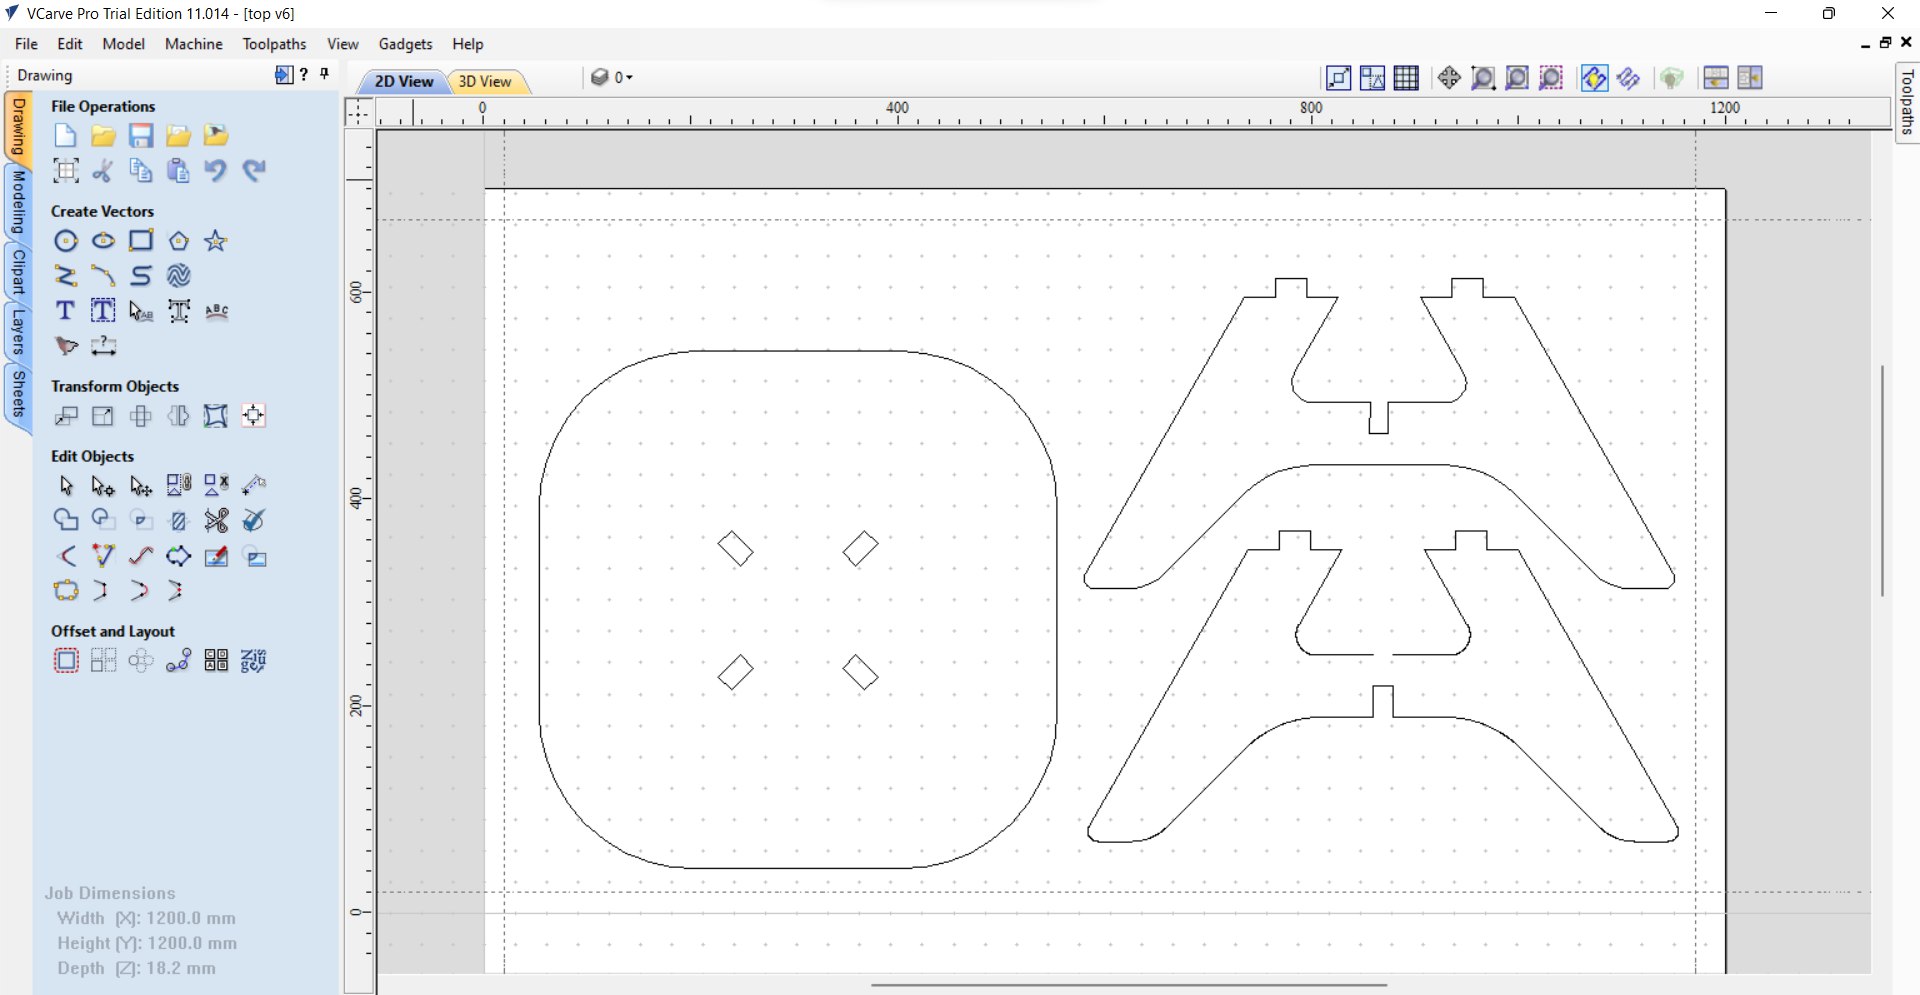 VCarve Pro Trial Edition 11.014 - [top v6]
File Edit Model Machine Toolpaths View Gadgets Help
Drawing
?
2D View
3D View
0
Toolpaths
Drawing
Modeling
Clipart
Layers
Sheets
File Operations
Create Vectors
Transform Objects
Edit Objects
Offset and Layout
Job Dimensions
Width (X): 1200.0 mm
Height (Y): 1200.0 mm
Depth (Z): 18.2 mm
0 400 800 1200
600
400
200
0